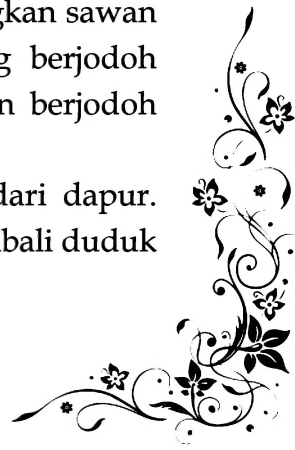 gkan sawan
g berjodoh
n berjodoh
dari dapur.
bali duduk